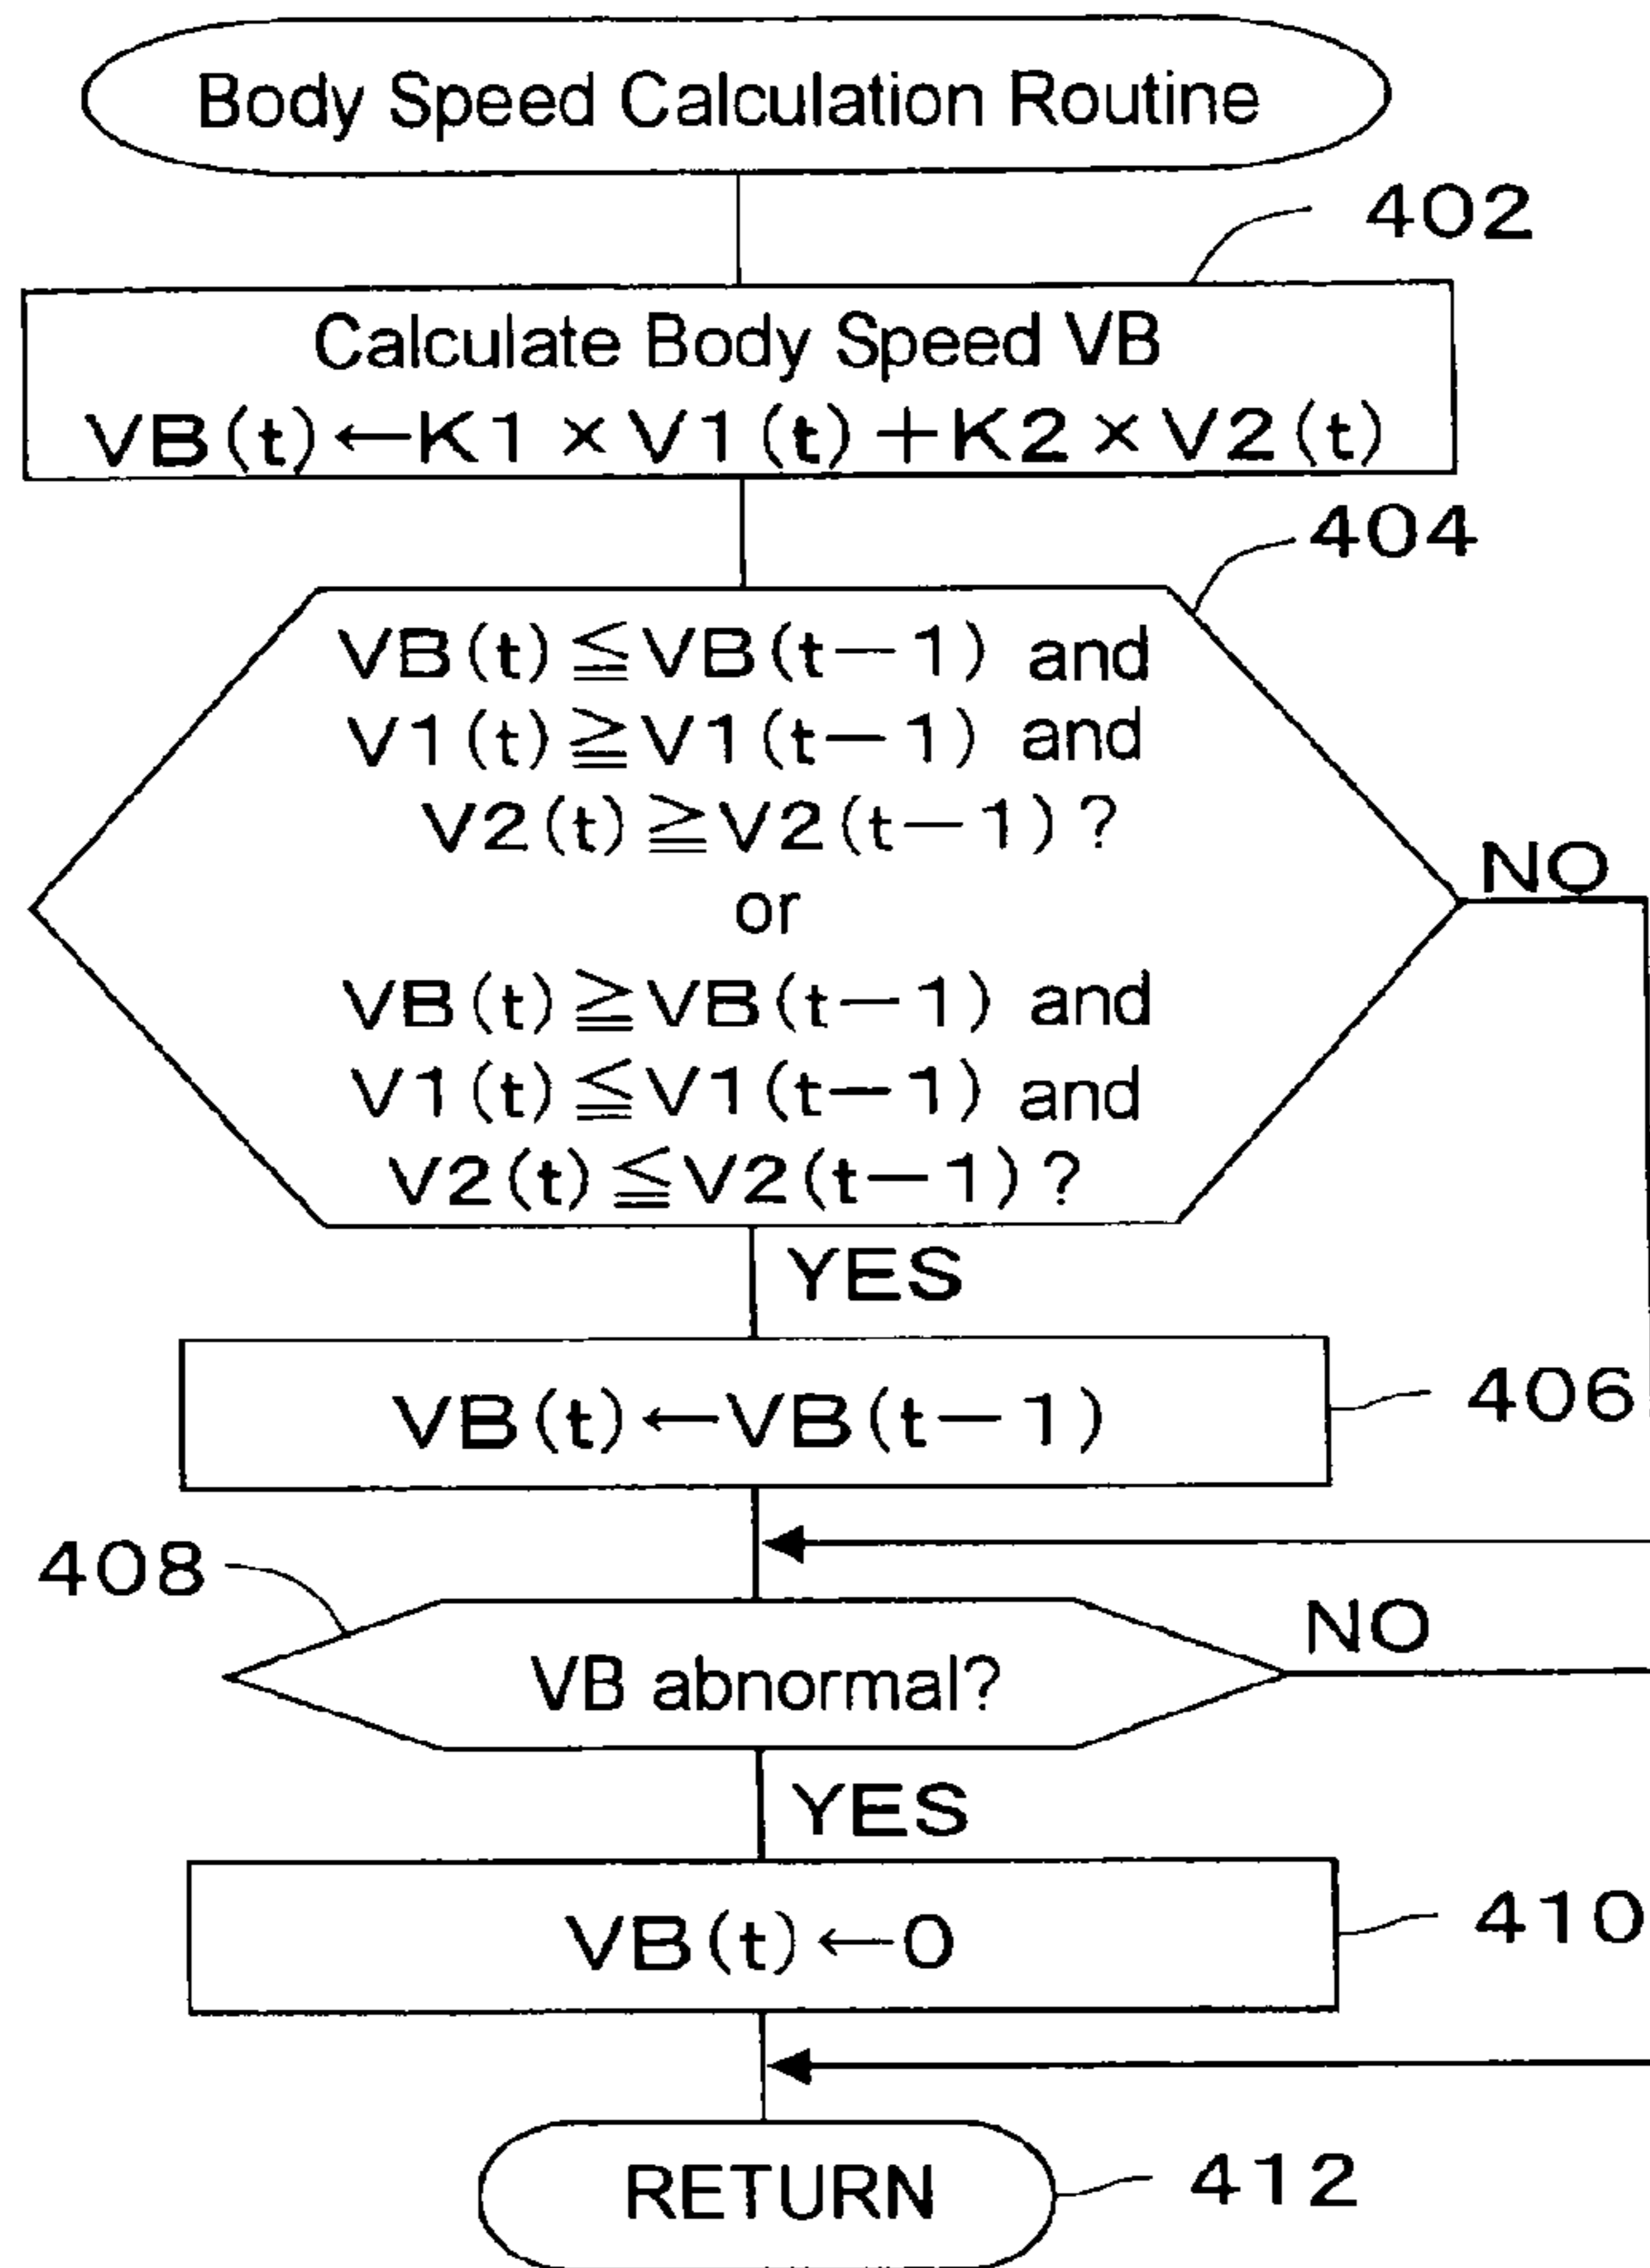 Body Speed Calculation Routine
402
Calculate Body Speed VB
VB(t)←K1×V1(t)+K2×V2(t)
404
VB(t)≦VB(t−1) and
V1(t)≧V1(t−1) and
V2(t)≧V2(t−1)?
NO
or
VB(t)≧VB(t−1) and
V1(t)≦V1(t−1) and
V2(t)≦V2(t−1)?
YES
VB(t)←VB(t−1)
406
408
NO
VB abnormal?
YES
VB(t)←0
410
RETURN
412